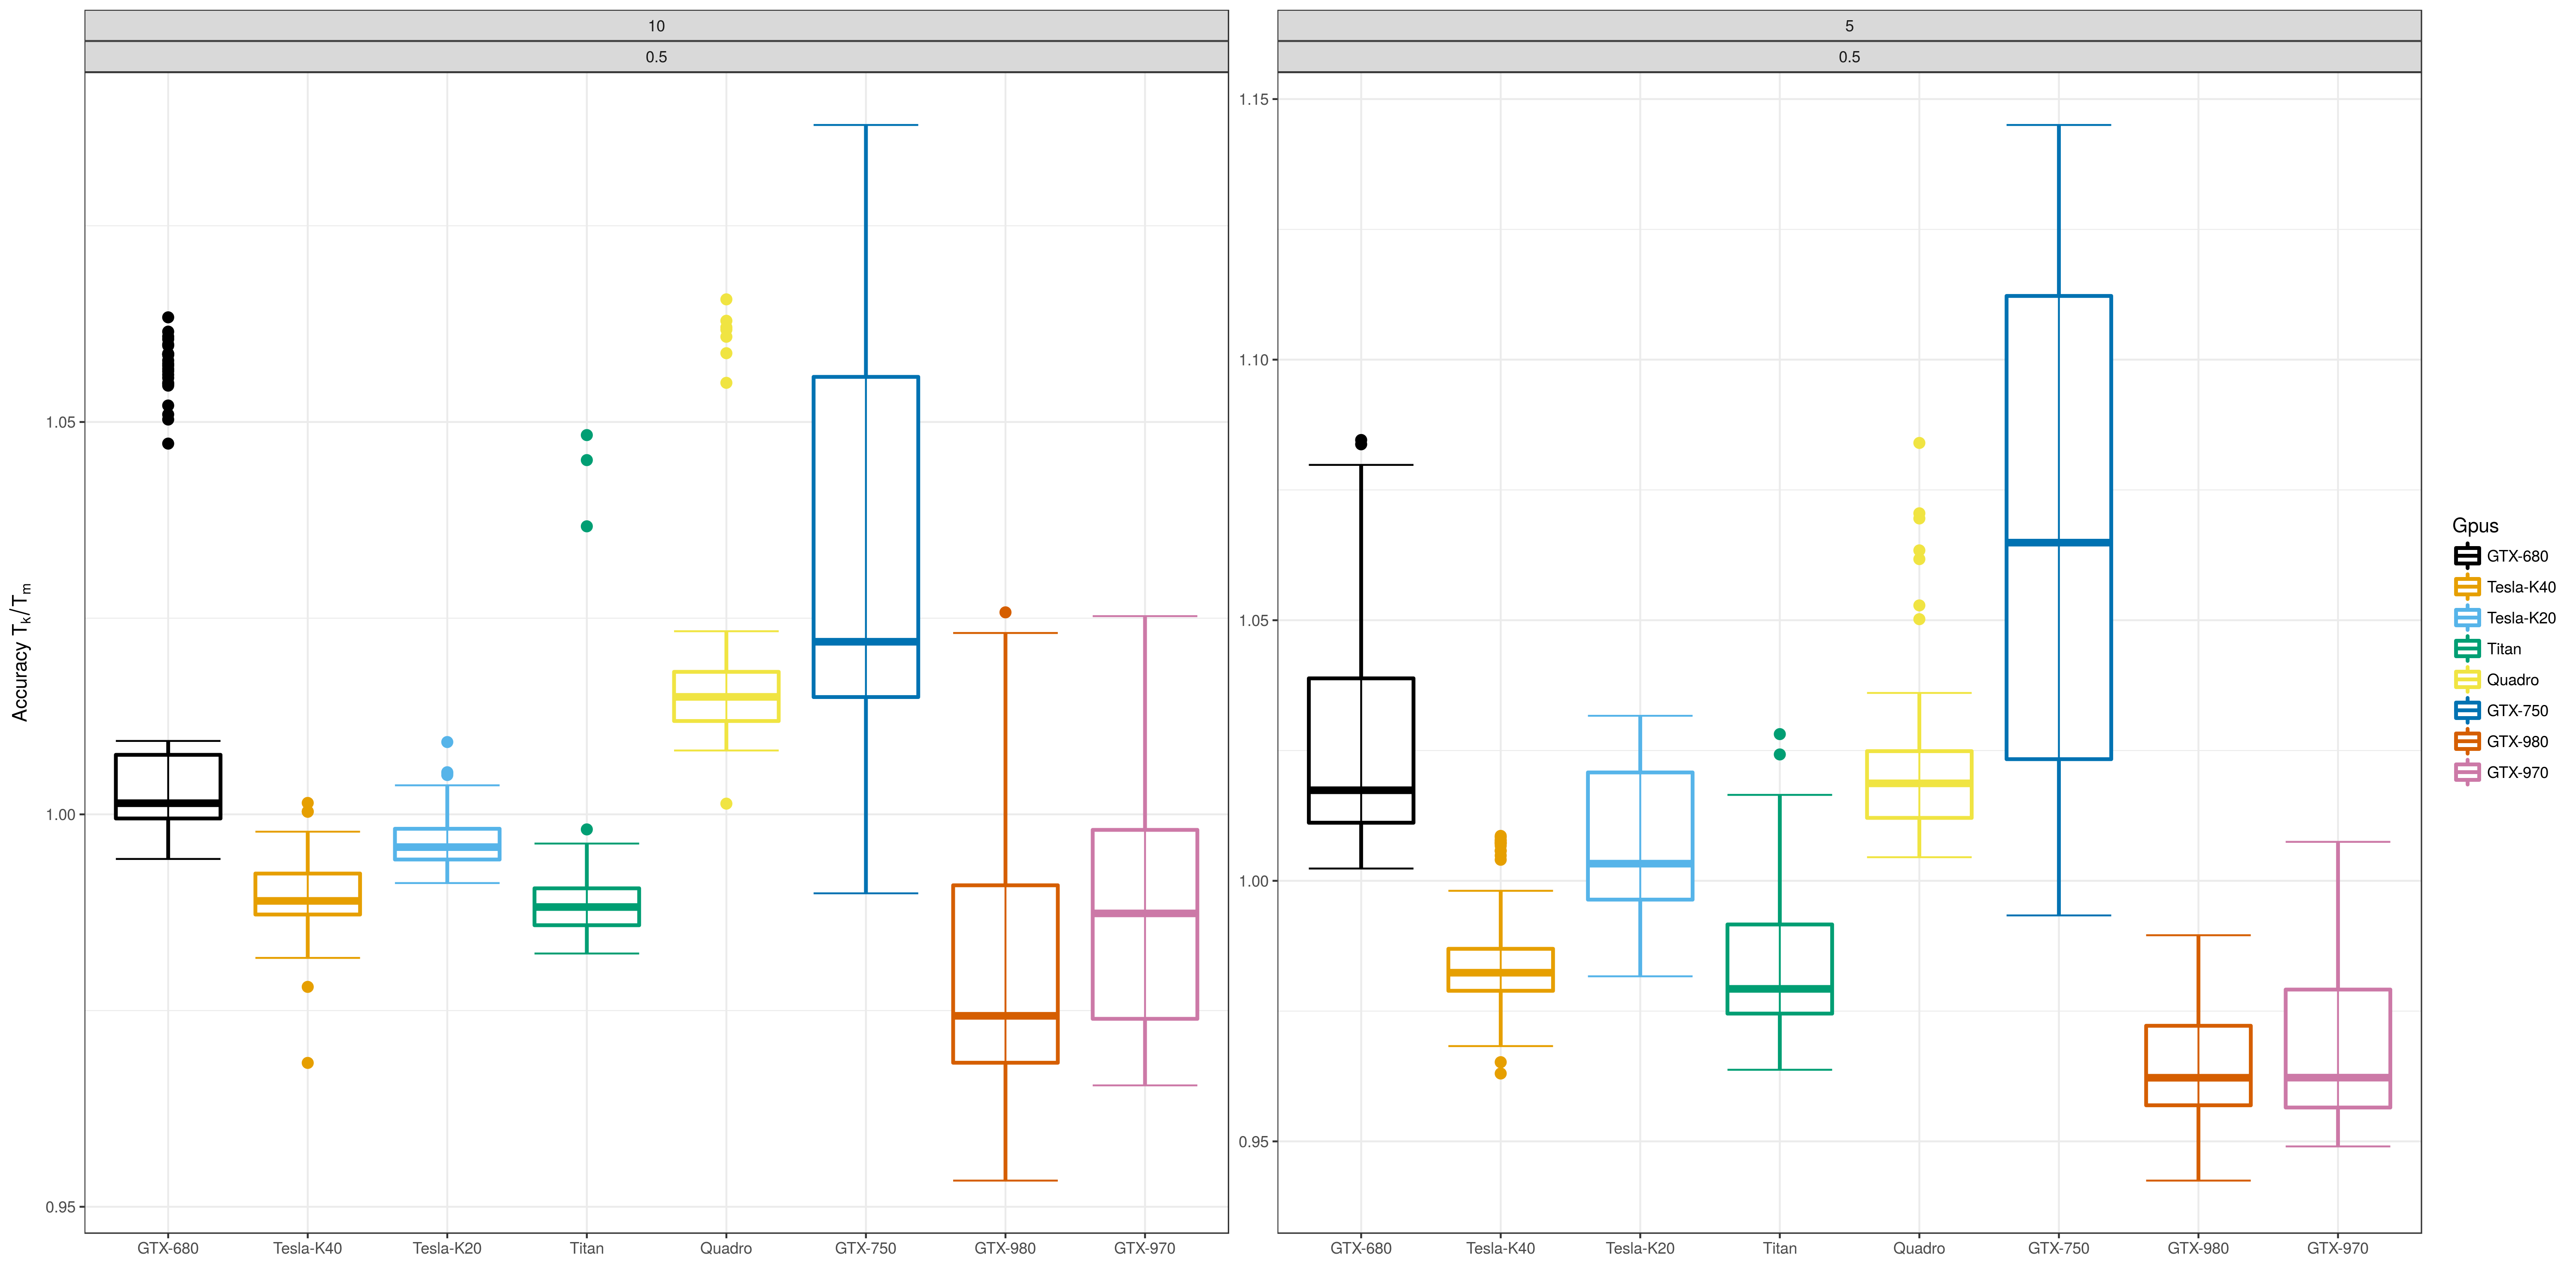 10
0.5
5
0.5
Accuracy Tk/Tm
1.05
1.00
0.95
GTX-680 Tesla-K40 Tesla-K20 Titan Quadro GTX-750 GTX-980 GTX-970
1.15
1.10
1.05
1.00
0.95
GTX-680 Tesla-K40 Tesla-K20 Titan Quadro GTX-750 GTX-980 GTX-970
Gpus
GTX-680
Tesla-K40
Tesla-K20
Titan
Quadro
GTX-750
GTX-980
GTX-970